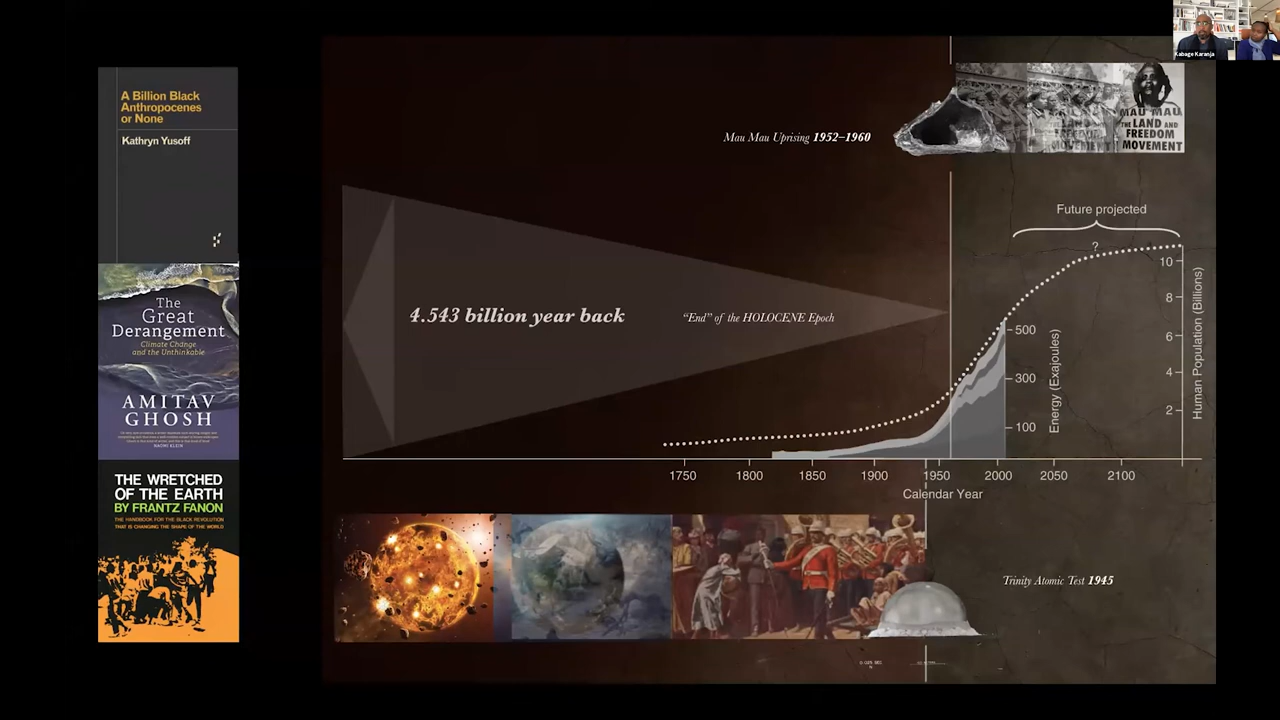 Kabage Karanja
A Billion Black
Anthropocenes
or None
Kathryn Yusoff
The
Great
Derangement
Climate Change
and the Unthinkable
AMITAV
GHOSH
NAOMI KLEIN
THE WRETCHED
OF THE EARTH
BY FRANTZ FANON
THE HANDBOOK FOR THE BLACK REVOLUTION
THAT IS CHANGING THE SHAPE OF THE WORLD
Mau Mau Uprising 1952–1960
MAU MAU
THE LAND AND
FREEDOM
MOVEMENT
Future projected
?
4.543 billion year back
“End” of the HOLOCENE Epoch
10
8
6
4
2
Human Population (Billions)
500
300
100
Energy (Exajoules)
1750 1800 1850 1900 1950 2000 2050 2100
Calendar Year
Trinity Atomic Test 1945